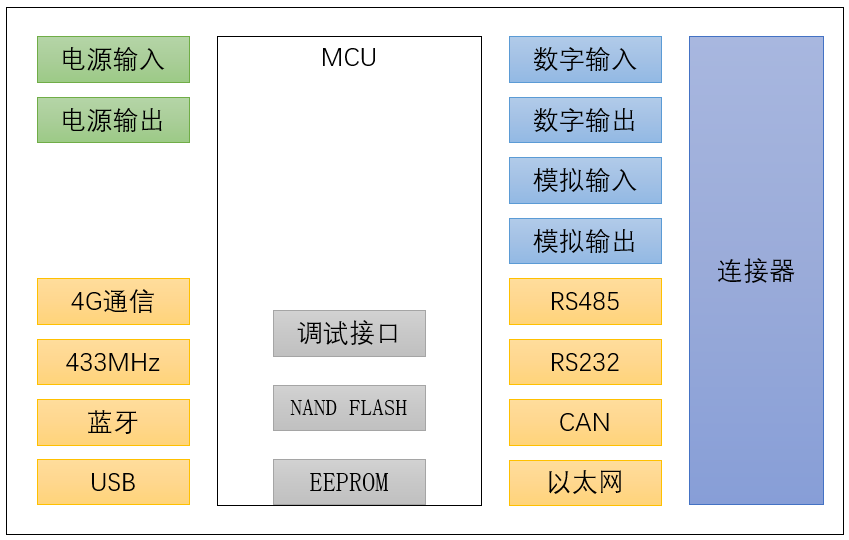 电源输入
电源输出
4G通信
433MHz
蓝牙
USB
MCU
调试接口
NAND FLASH
EEPROM
数字输入
数字输出
模拟输入
模拟输出
RS485
RS232
CAN
以太网
连接器